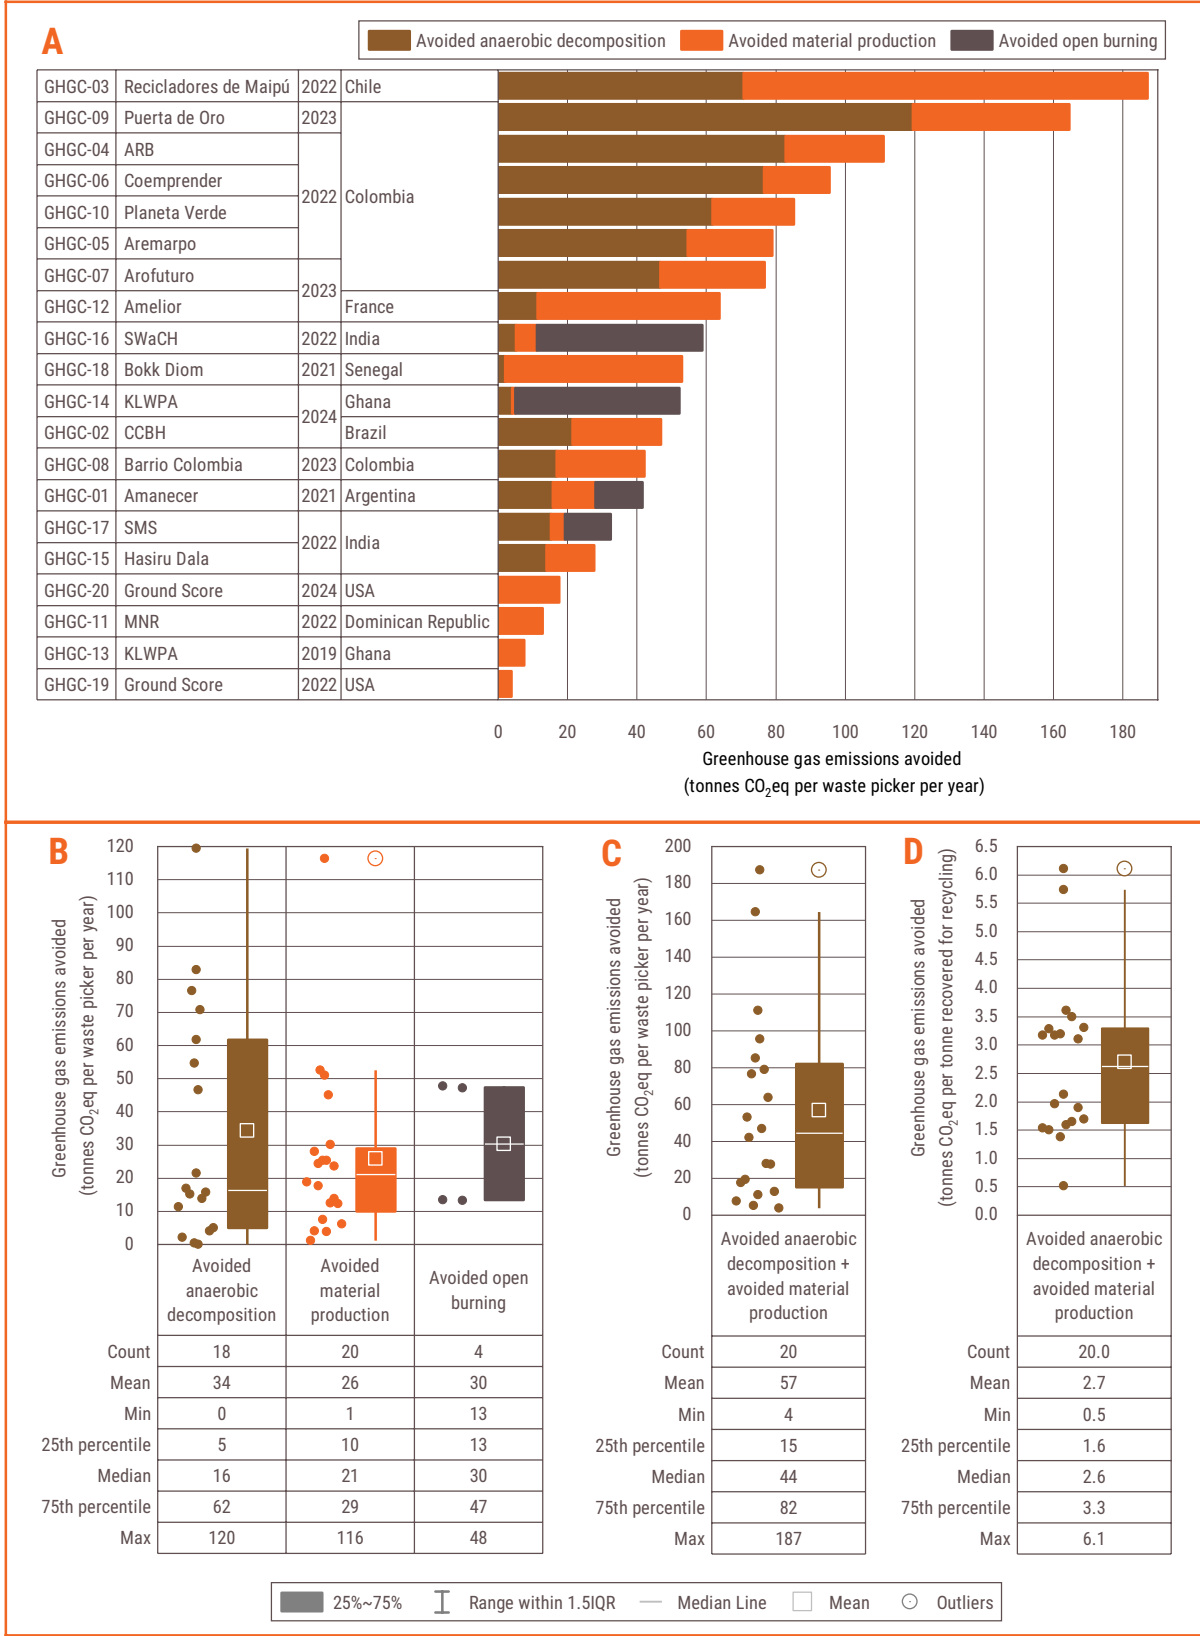 A
Avoided anaerobic decomposition Avoided material production Avoided open burning
GHGC-03 Recicladores de Maipú 2022 Chile
GHGC-09 Puerta de Oro 2023
GHGC-04 ARB
GHGC-06 Coemprender
2022 Colombia
GHGC-10 Planeta Verde
GHGC-05 Aremarpo
GHGC-07 Arofuturo
2023
GHGC-12 Amelior France
GHGC-16 SWaCH 2022 India
GHGC-18 Bokk Diom 2021 Senegal
GHGC-14 KLWPA Ghana
2024
GHGC-02 CCBH Brazil
GHGC-08 Barrio Colombia 2023 Colombia
GHGC-01 Amanecer 2021 Argentina
GHGC-17 SMS
2022 India
GHGC-15 Hasiru Dala
GHGC-20 Ground Score 2024 USA
GHGC-11 MNR 2022 Dominican Republic
GHGC-13 KLWPA 2019 Ghana
GHGC-19 Ground Score 2022 USA
0 20 40 60 80 100 120 140 160 180
Greenhouse gas emissions avoided
(tonnes CO₂eq per waste picker per year)
B
Greenhouse gas emissions avoided
(tonnes CO₂eq per waste picker per year)
120
110
100
90
80
70
60
50
40
30
20
10
0
Avoided anaerobic decomposition
Avoided material production
Avoided open burning
Count 18 20 4
Mean 34 26 30
Min 0 1 13
25th percentile 5 10 13
Median 16 21 30
75th percentile 62 29 47
Max 120 116 48
C
Greenhouse gas emissions avoided
(tonnes CO₂eq per waste picker per year)
200
180
160
140
120
100
80
60
40
20
0
Avoided anaerobic
decomposition +
avoided material
production
Count 20
Mean 57
Min 4
25th percentile 15
Median 44
75th percentile 82
Max 187
D
Greenhouse gas emissions avoided
(tonnes CO₂eq per tonne recovered for recycling)
6.5
6.0
5.5
5.0
4.5
4.0
3.5
3.0
2.5
2.0
1.5
1.0
0.5
0.0
Avoided anaerobic
decomposition +
avoided material
production
Count 20.0
Mean 2.7
Min 0.5
25th percentile 1.6
Median 2.6
75th percentile 3.3
Max 6.1
25%~75% Range within 1.5IQR Median Line Mean Outliers